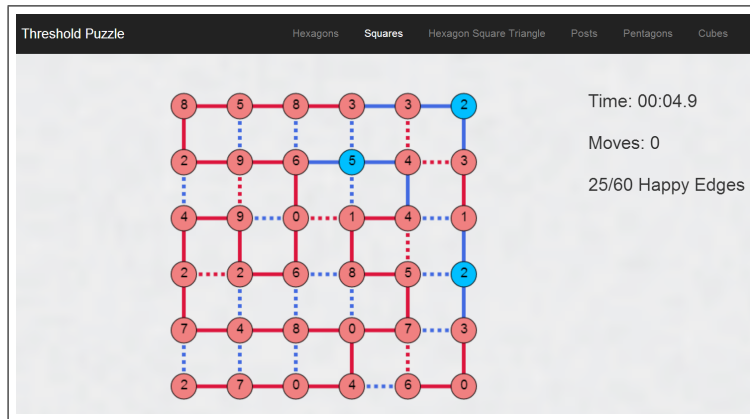 Threshold Puzzle Hexagons Squares Hexagon Square Triangle Posts Pentagons Cubes
8 5 8 3 3 2
Time: 00:04.9
Moves: 0
2 9 6 5 4 3
25/60 Happy Edges
4 9 0 1 4 1
2 2 6 8 5 2
7 4 8 0 7 3
2 7 0 4 6 0